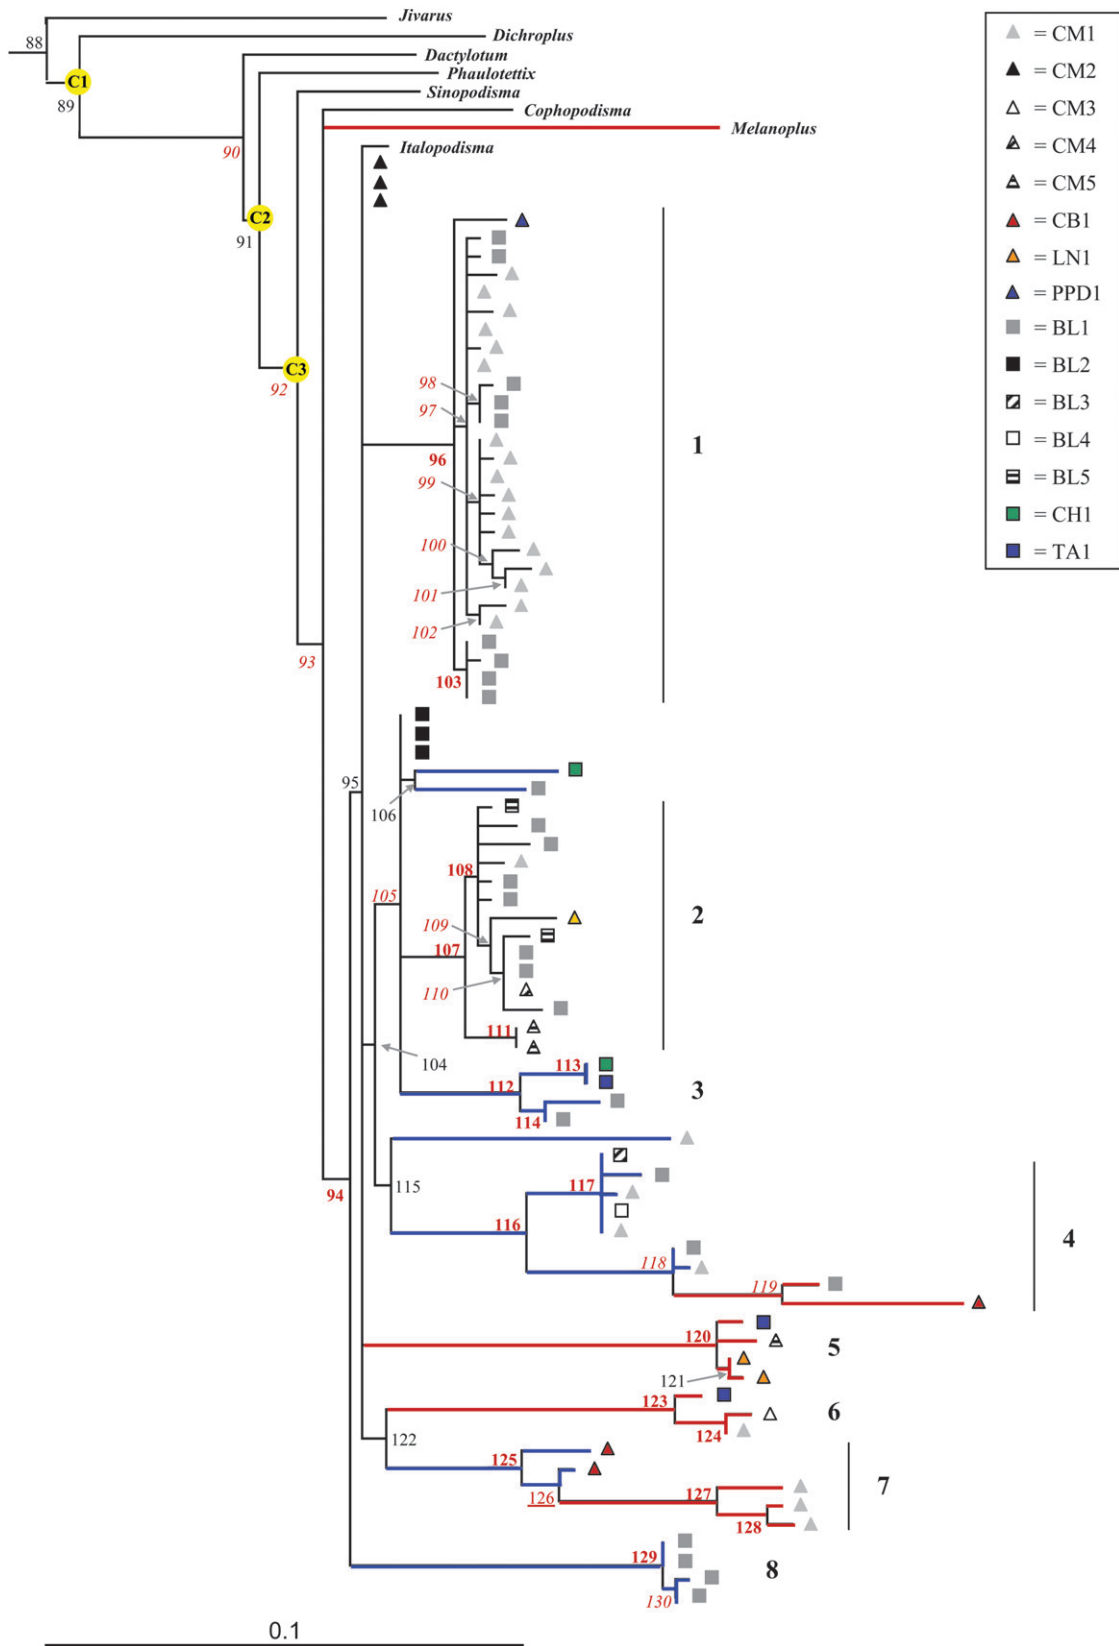 Jivarus
88
Dichroplus
Dactylotum
Phaulotettix
C1
Sinopodisma
89
Cophopodisma
Melanoplus
90
Italopodisma
C2
91
C3
92
98
97
1
96
99
100
101
102
93
103
95
106
108
105
109
2
107
110
111
104
113
112
3
114
115
117
94
116
4
118
119
120
5
121
123
6
122
124
125
7
126
127
128
129
8
130
0.1
= CM1
= CM2
= CM3
= CM4
= CM5
= CB1
= LN1
= PPD1
= BL1
= BL2
= BL3
= BL4
= BL5
= CH1
= TA1